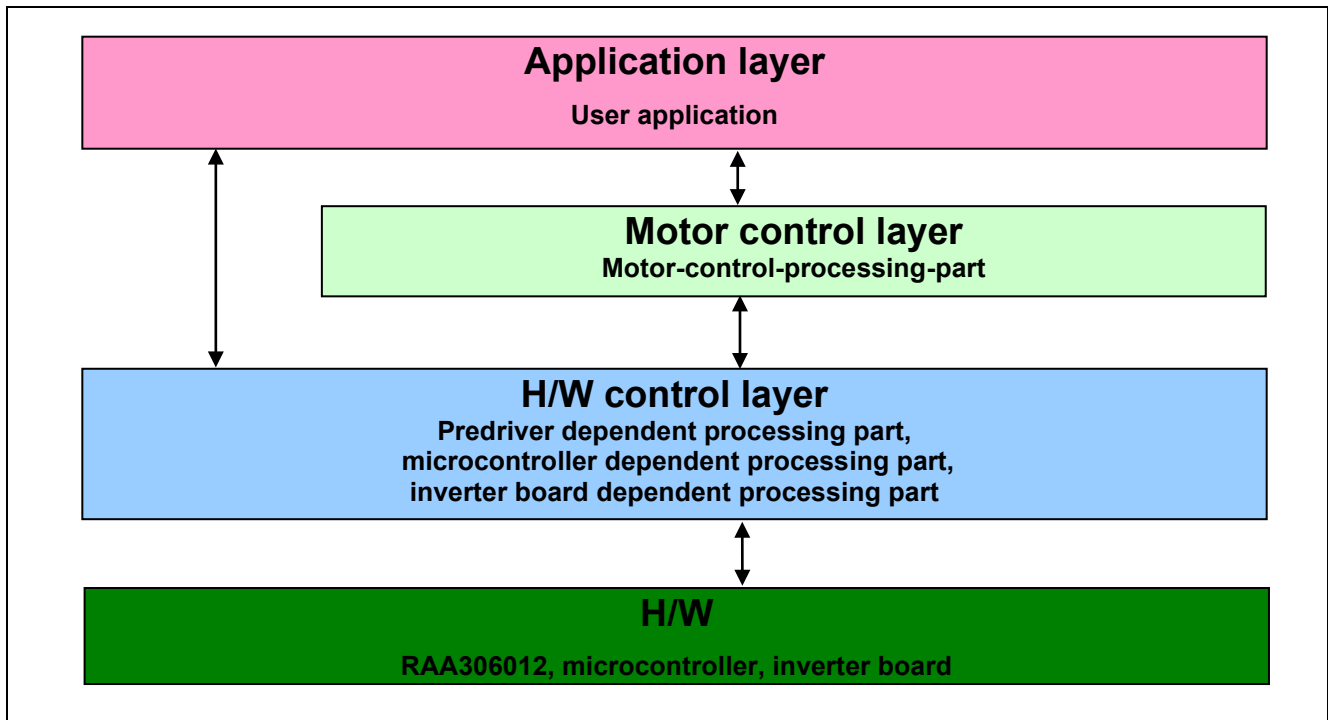 Application layer
User application
Motor control layer
Motor-control-processing-part
H/W control layer
Predriver dependent processing part,
microcontroller dependent processing part,
inverter board dependent processing part
H/W
RAA306012, microcontroller, inverter board